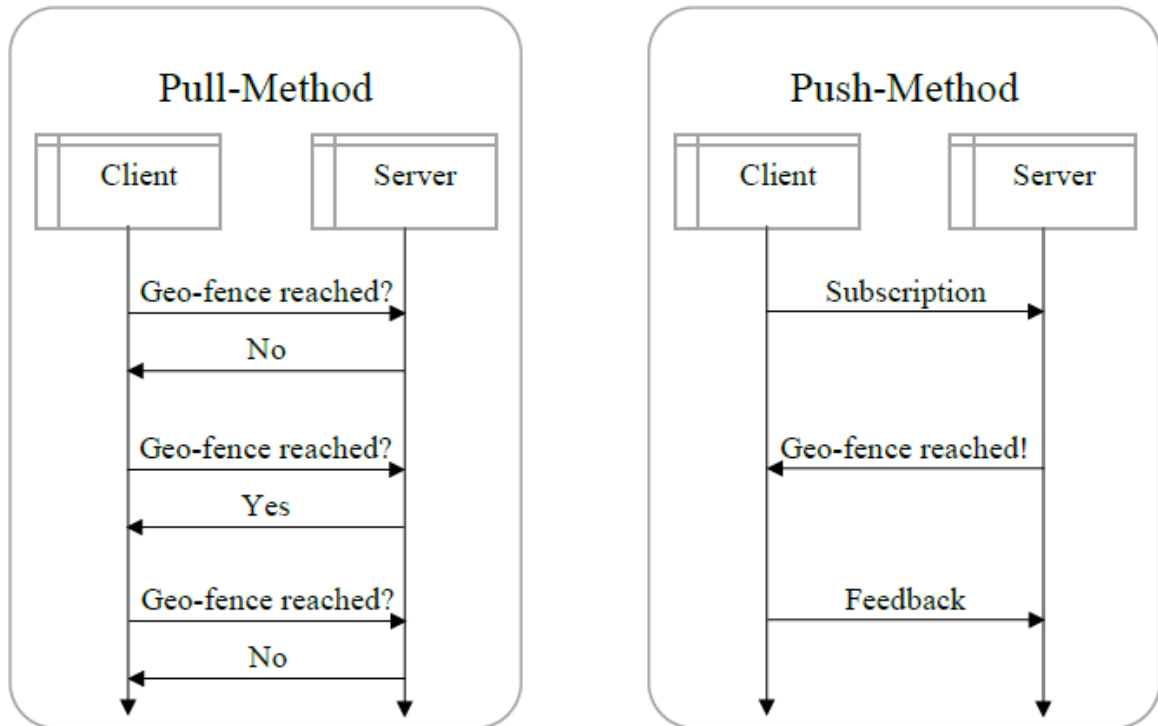 Pull-Method
Client
Server
Geo-fence reached?
No
Geo-fence reached?
Yes
Geo-fence reached?
No
Push-Method
Client
Server
Subscription
Geo-fence reached!
Feedback